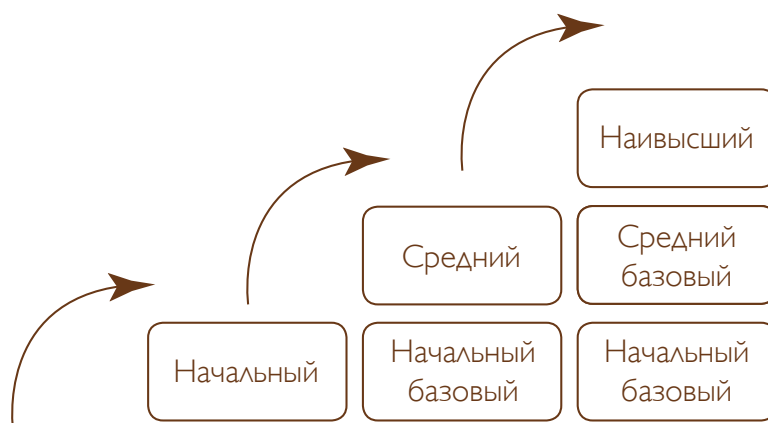 Наивысший
Средний
Средний
базовый
Начальный
Начальный
базовый
Начальный
базовый